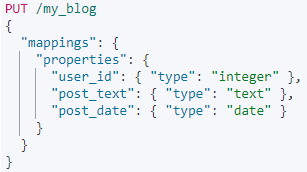 PUT /my_blog
{
  "mappings": {
    "properties": {
      "user_id": { "type": "integer" },
      "post_text": { "type": "text" },
      "post_date": { "type": "date" }
    }
  }
}